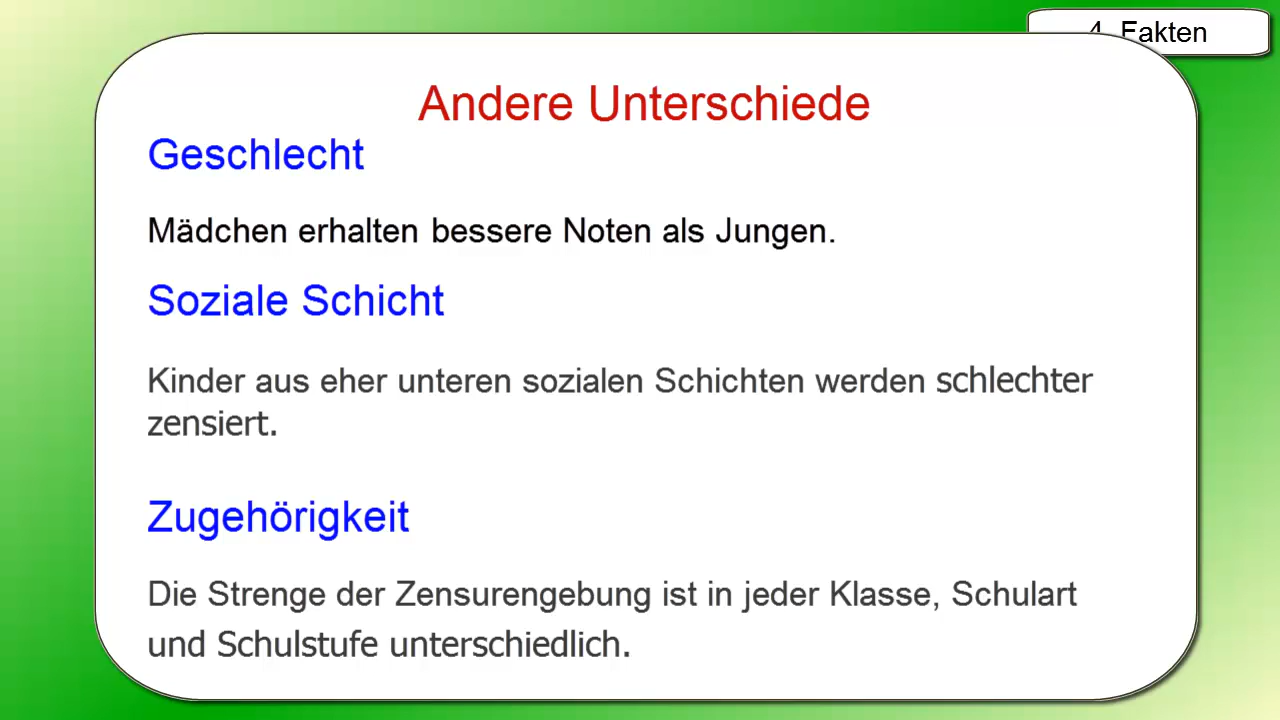 4. Fakten
Andere Unterschiede
Geschlecht
Mädchen erhalten bessere Noten als Jungen.
Soziale Schicht
Kinder aus eher unteren sozialen Schichten werden schlechter
zensiert.
Zugehörigkeit
Die Strenge der Zensurengebung ist in jeder Klasse, Schulart
und Schulstufe unterschiedlich.